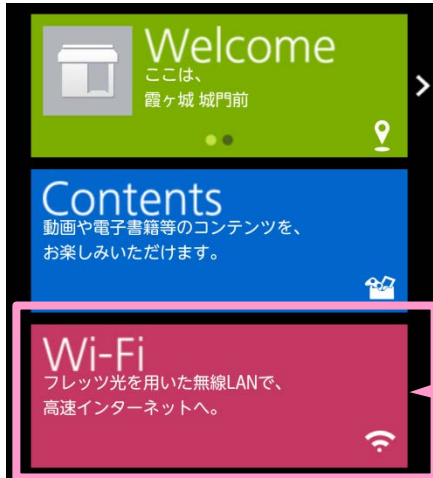 Welcome
ここは、
霞ヶ城 城門前
Contents
動画や電子書籍等のコンテンツを、
お楽しみいただけます。
Wi-Fi
フレッツ光を用いた無線LANで、
高速インターネットへ。